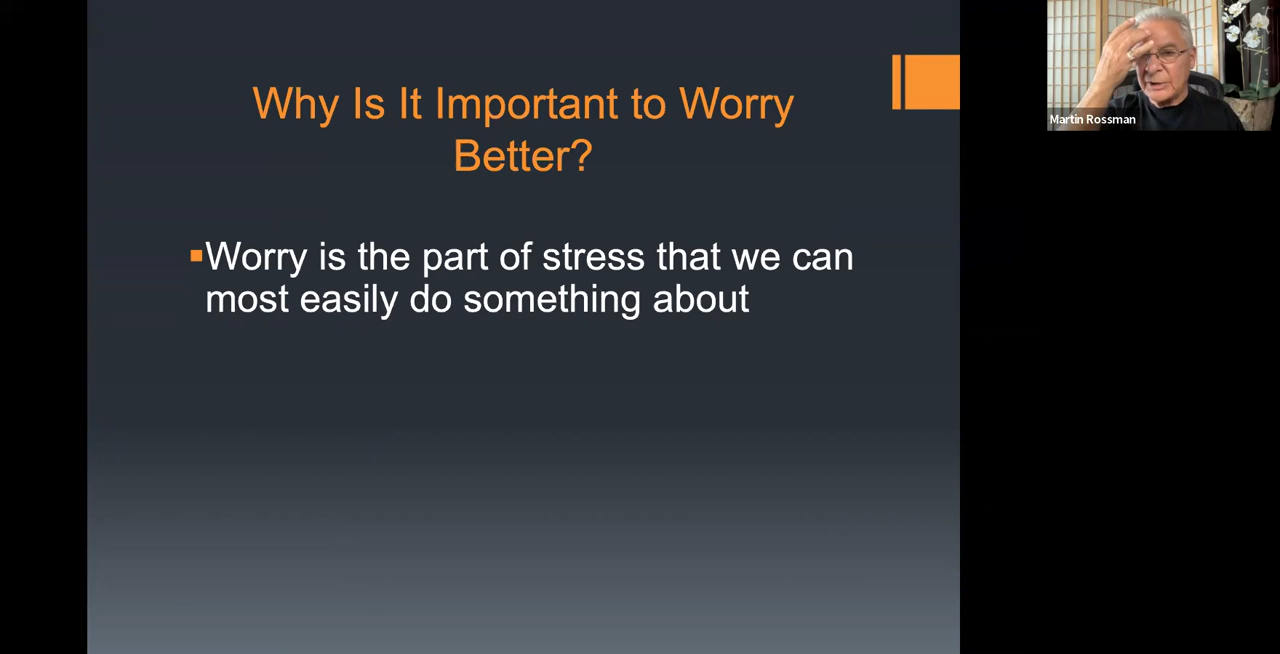 Why Is It Important to Worry
Better?
Worry is the part of stress that we can
most easily do something about
Martin Rossman